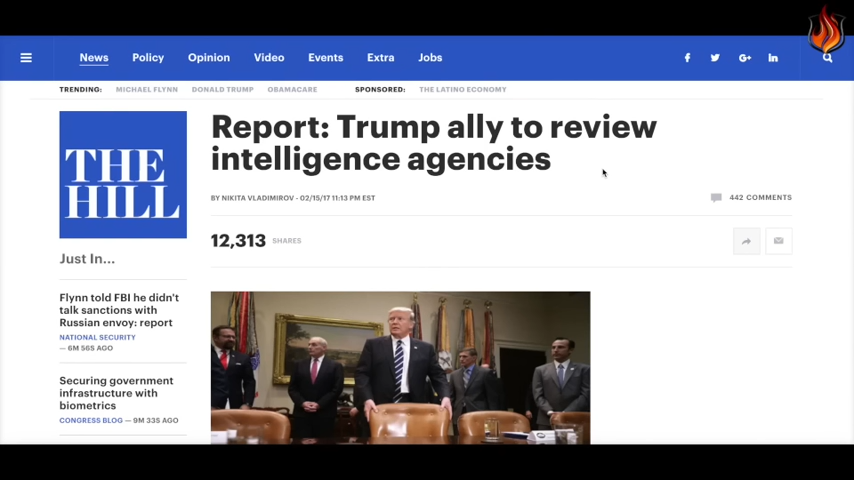 News Policy Opinion Video Events Extra Jobs
TRENDING: MICHAEL FLYNN DONALD TRUMP OBAMACARE SPONSORED: THE LATINO ECONOMY
THE
HILL
Report: Trump ally to review
intelligence agencies
BY NIKITA VLADIMIROV - 02/15/17 11:13 PM EST
442 COMMENTS
12,313 SHARES
Just In...
Flynn told FBI he didn't
talk sanctions with
Russian envoy: report
NATIONAL SECURITY
— 6M 56S AGO
Securing government
infrastructure with
biometrics
CONGRESS BLOG — 9M 33S AGO